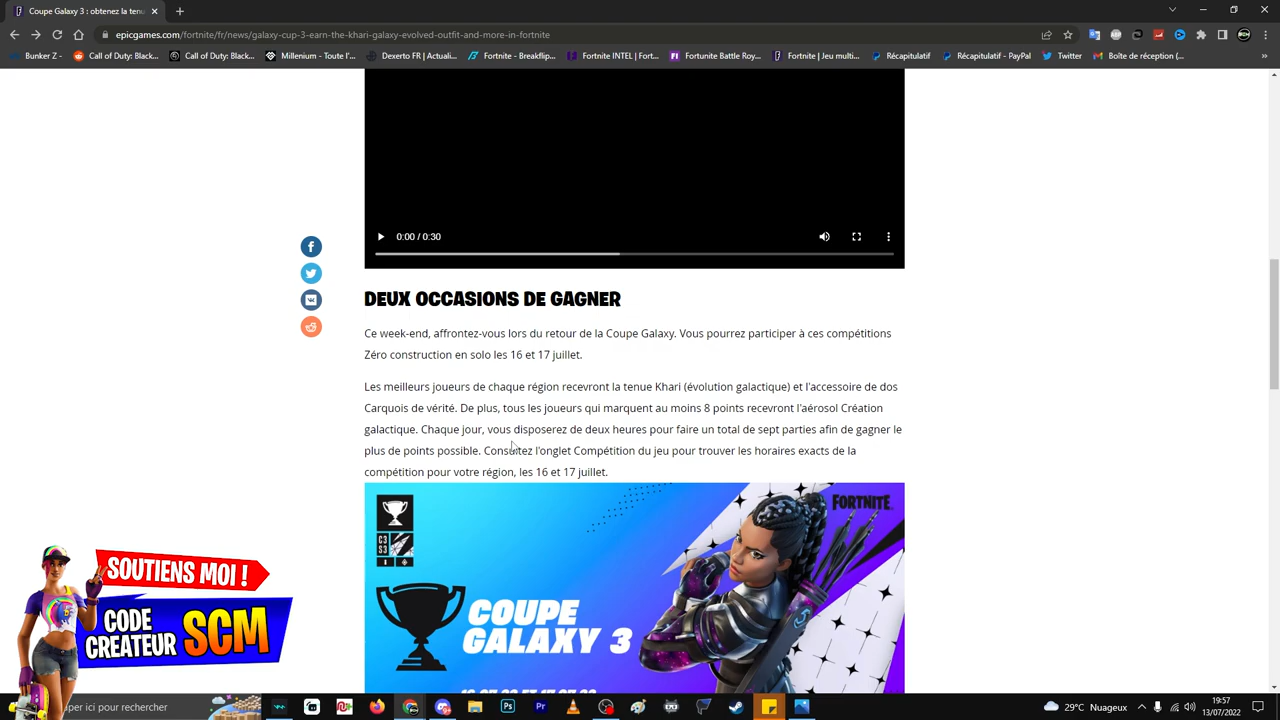 Coupe Galaxy 3 : obtenez la tenu
epicgames.com/fortnite/fr/news/galaxy-cup-3-earn-the-khari-galaxy-evolved-outfit-and-more-in-fortnite
Bunker Z -
Call of Duty: Black...
Call of Duty: Black...
Millenium - Toute l'...
Dexerto FR | Actuali...
Fortnite - Breakflip...
Fortnite INTEL | Fort...
Fortunite Battle Roy...
Fortnite | Jeu multi...
Récapitulatif
Récapitulatif - PayPal
Twitter
Boîte de réception (...
»
0:00 / 0:30
DEUX OCCASIONS DE GAGNER
Ce week-end, affrontez-vous lors du retour de la Coupe Galaxy. Vous pourrez participer à ces compétitions
Zéro construction en solo les 16 et 17 juillet.
Les meilleurs joueurs de chaque région recevront la tenue Khari (évolution galactique) et l'accessoire de dos
Carquois de vérité. De plus, tous les joueurs qui marquent au moins 8 points recevront l'aérosol Création
galactique. Chaque jour, vous disposerez de deux heures pour faire un total de sept parties afin de gagner le
plus de points possible. Consultez l'onglet Compétition du jeu pour trouver les horaires exacts de la
compétition pour votre région, les 16 et 17 juillet.
FORTNITE
C3
S3
COUPE
GALAXY 3
SOUTIENS MOI !
CODE
CREATEUR SCM
aper ici pour rechercher
29°C Nuageux
19:57
13/07/2022